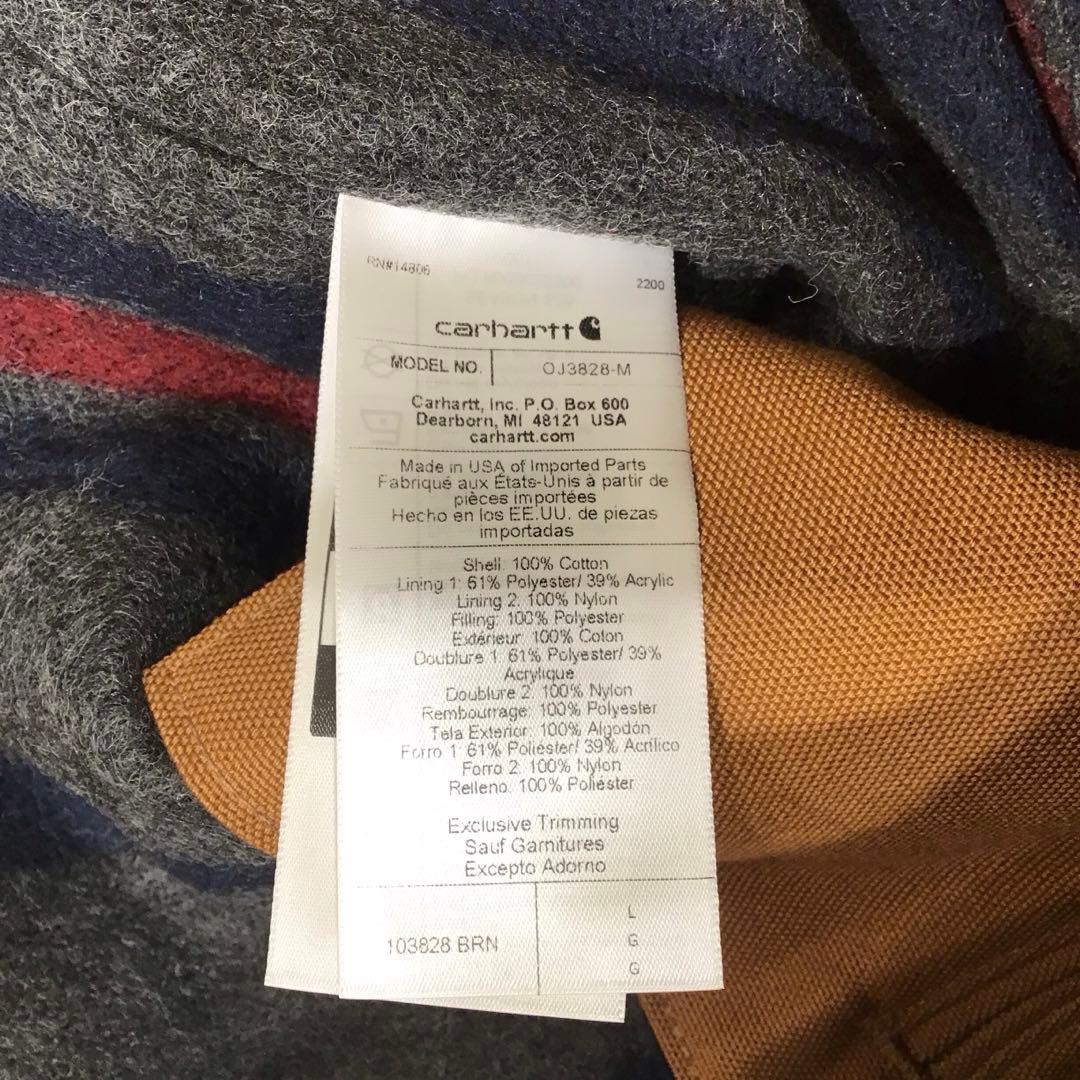 RN#14806
2200
carhartt
MODEL NO. OJ3828-M
Carhartt, Inc. P.O. Box 600
Dearborn, MI 48121 USA
carhartt.com
Made in USA of Imported Parts
Fabriqué aux États-Unis à partir de
pièces importées
Hecho en los EE.UU. de piezas
importadas
Shell: 100% Cotton
Lining 1: 61% Polyester/ 39% Acrylic
Lining 2: 100% Nylon
Filling: 100% Polyester
Extérieur: 100% Coton
Doublure 1: 61% Polyester/ 39%
Acrylique
Doublure 2: 100% Nylon
Rembourrage: 100% Polyester
Tela Exterior: 100% Algodón
Forro 1: 61% Poliéster/ 39% Acrílico
Forro 2: 100% Nylon
Relleno: 100% Poliéster
Exclusive Trimming
Sauf Garnitures
Excepto Adorno
103828 BRN
L
G
G